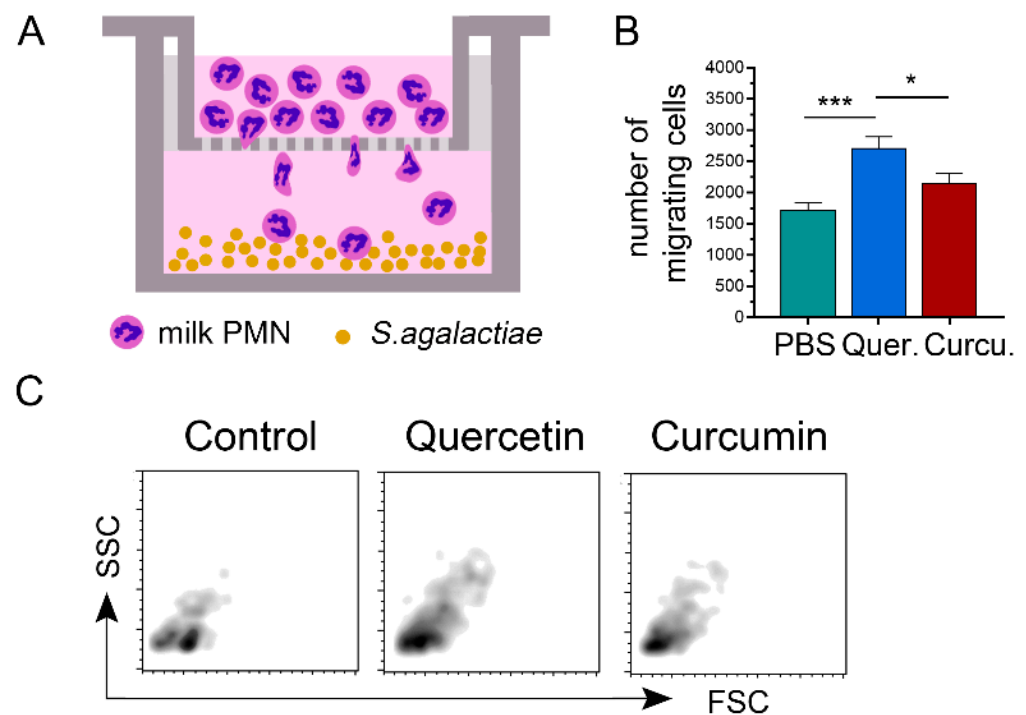 A
milk PMN
S.agalactiae
B
number of
migrating cells
4000
3500
3000
2500
2000
1500
1000
500
0
***
*
PBS
Quer.
Curcu.
C
Control
Quercetin
Curcumin
SSC
FSC